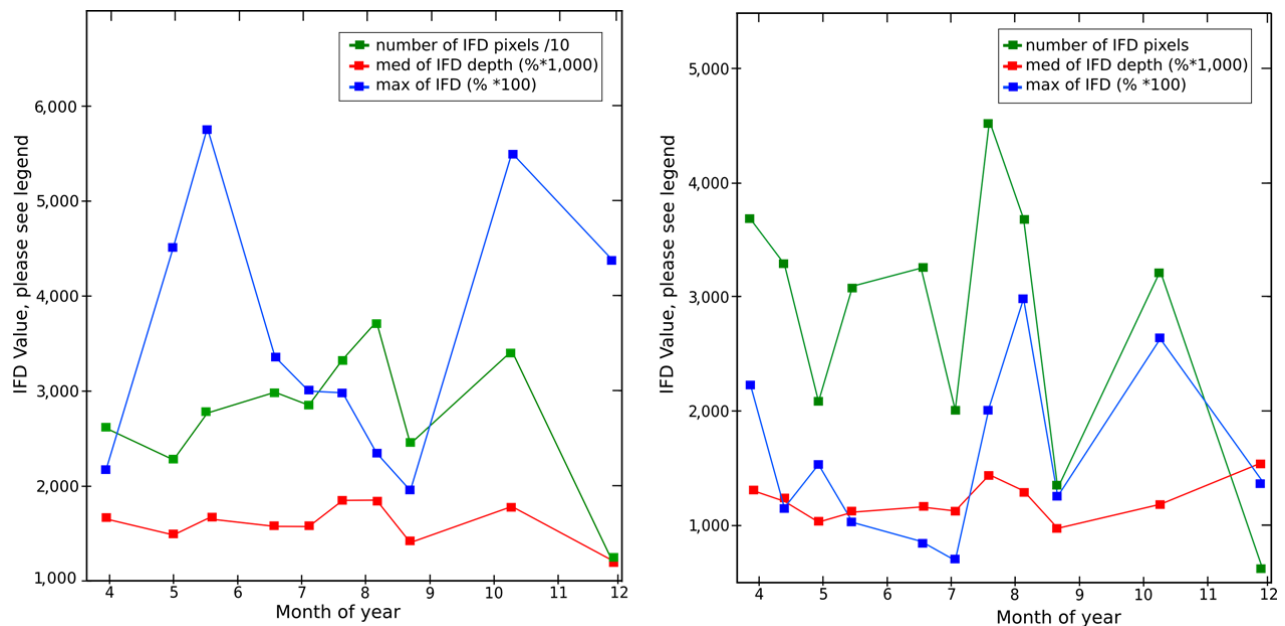 number of IFD pixels /10
med of IFD depth (%*1,000)
max of IFD (% *100)
6,000
5,000
4,000
3,000
2,000
1,000
IFD Value, please see legend
4 5 6 7 8 9 10 11 12
Month of year
number of IFD pixels
med of IFD depth (%*1,000)
max of IFD (% *100)
5,000
4,000
3,000
2,000
1,000
IFD Value, please see legend
4 5 6 7 8 9 10 11 12
Month of year